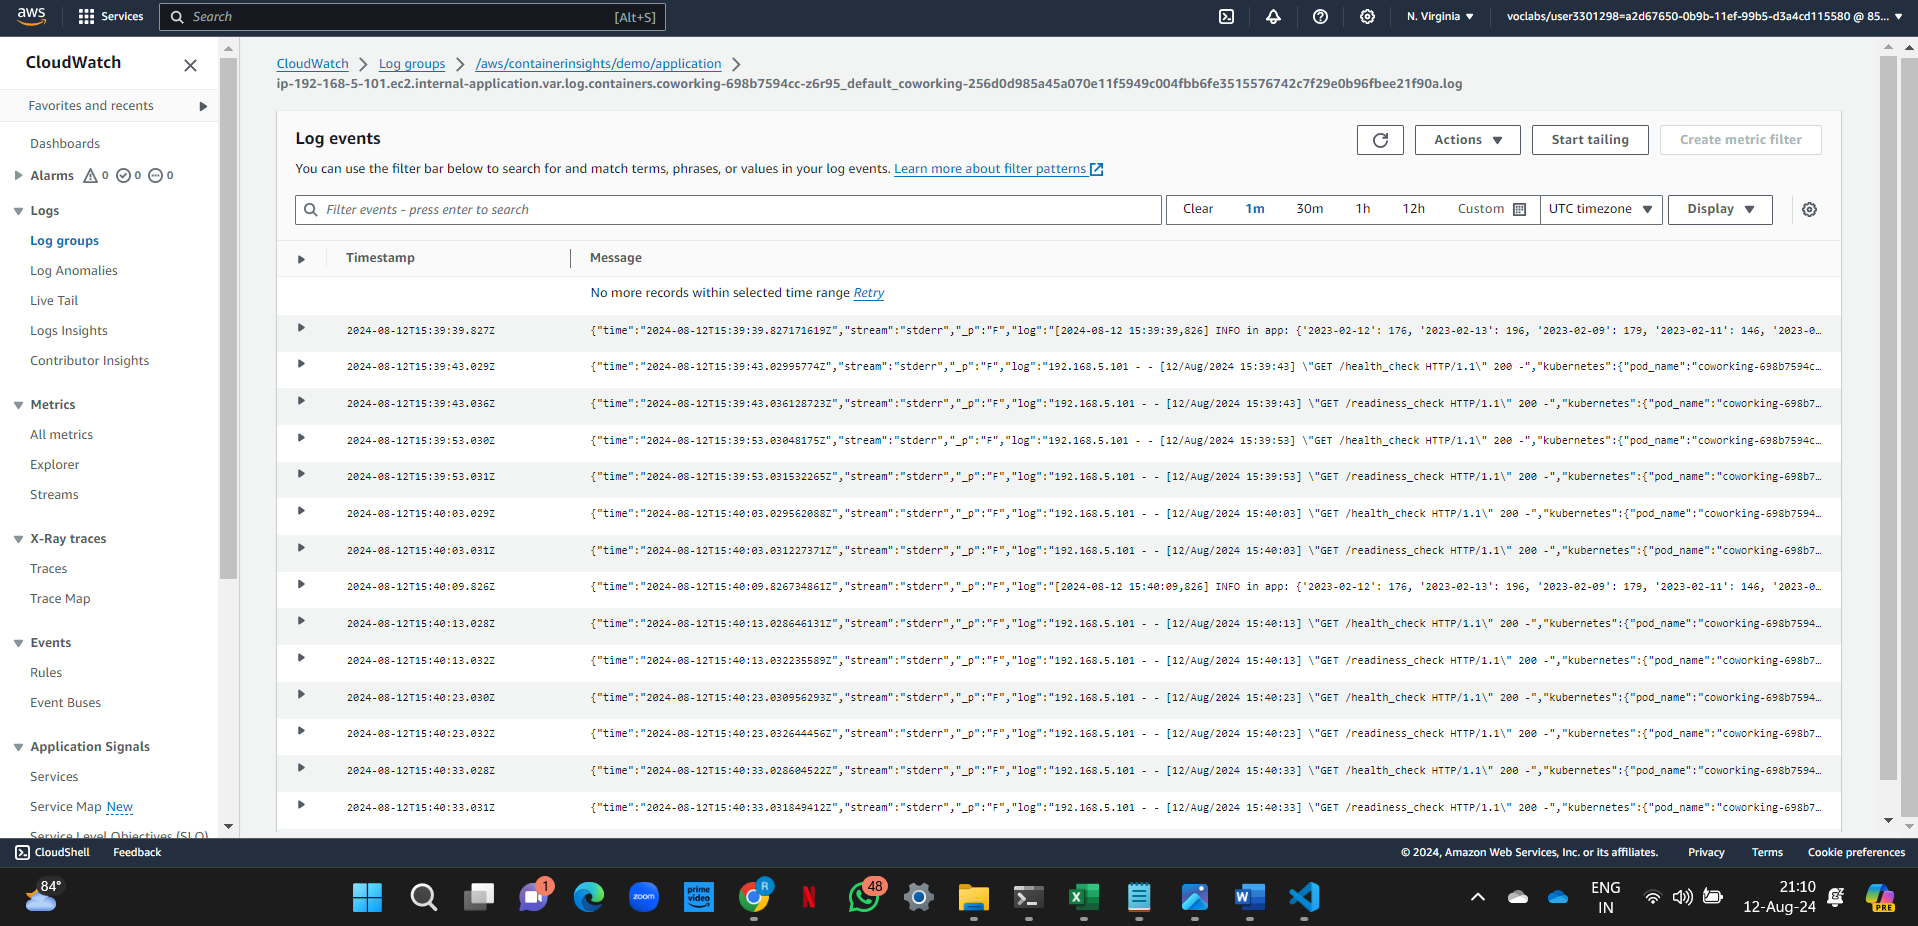 aws Services Search [Alt+S] N. Virginia voclabs/user3301298=a2d67650-0b9b-11ef-99b5-d3a4cd115580 @ 85...
CloudWatch
Favorites and recents
Dashboards
Alarms 0 0 0
Logs
Log groups
Log Anomalies
Live Tail
Logs Insights
Contributor Insights
Metrics
All metrics
Explorer
Streams
X-Ray traces
Traces
Trace Map
Events
Rules
Event Buses
Application Signals
Services
Service Map New
Service Level Objectives (SLO)
CloudWatch Log groups /aws/containerinsights/demo/application
ip-192-168-5-101.ec2.internal-application.var.log.containers.coworking-698b7594cc-z6r95_default_coworking-256d0d985a45a070e11f5949c004fbb6fe3515576742c7f29e0b96fbee21f90a.log
Log events
Actions Start tailing Create metric filter
You can use the filter bar below to search for and match terms, phrases, or values in your log events. Learn more about filter patterns
Filter events - press enter to search Clear 1m 30m 1h 12h Custom UTC timezone Display
Timestamp Message
No more records within selected time range Retry
2024-08-12T15:39:39.827Z {"time":"2024-08-12T15:39:39.827171619Z","stream":"stderr","_p":"F","log":"[2024-08-12 15:39:39,826] INFO in app: {'2023-02-12': 176, '2023-02-13': 196, '2023-02-09': 179, '2023-02-11': 146, '2023-0…
2024-08-12T15:39:43.029Z {"time":"2024-08-12T15:39:43.02995774Z","stream":"stderr","_p":"F","log":"192.168.5.101 - - [12/Aug/2024 15:39:43] \"GET /health_check HTTP/1.1\" 200 -","kubernetes":{"pod_name":"coworking-698b7594c…
2024-08-12T15:39:43.036Z {"time":"2024-08-12T15:39:43.036128723Z","stream":"stderr","_p":"F","log":"192.168.5.101 - - [12/Aug/2024 15:39:43] \"GET /readiness_check HTTP/1.1\" 200 -","kubernetes":{"pod_name":"coworking-698b7…
2024-08-12T15:39:53.030Z {"time":"2024-08-12T15:39:53.03048175Z","stream":"stderr","_p":"F","log":"192.168.5.101 - - [12/Aug/2024 15:39:53] \"GET /health_check HTTP/1.1\" 200 -","kubernetes":{"pod_name":"coworking-698b7594c…
2024-08-12T15:39:53.031Z {"time":"2024-08-12T15:39:53.031532265Z","stream":"stderr","_p":"F","log":"192.168.5.101 - - [12/Aug/2024 15:39:53] \"GET /readiness_check HTTP/1.1\" 200 -","kubernetes":{"pod_name":"coworking-698b7…
2024-08-12T15:40:03.029Z {"time":"2024-08-12T15:40:03.029562088Z","stream":"stderr","_p":"F","log":"192.168.5.101 - - [12/Aug/2024 15:40:03] \"GET /health_check HTTP/1.1\" 200 -","kubernetes":{"pod_name":"coworking-698b7594…
2024-08-12T15:40:03.031Z {"time":"2024-08-12T15:40:03.031227371Z","stream":"stderr","_p":"F","log":"192.168.5.101 - - [12/Aug/2024 15:40:03] \"GET /readiness_check HTTP/1.1\" 200 -","kubernetes":{"pod_name":"coworking-698b7…
2024-08-12T15:40:09.826Z {"time":"2024-08-12T15:40:09.826734861Z","stream":"stderr","_p":"F","log":"[2024-08-12 15:40:09,826] INFO in app: {'2023-02-12': 176, '2023-02-13': 196, '2023-02-09': 179, '2023-02-11': 146, '2023-0…
2024-08-12T15:40:13.028Z {"time":"2024-08-12T15:40:13.028646131Z","stream":"stderr","_p":"F","log":"192.168.5.101 - - [12/Aug/2024 15:40:13] \"GET /health_check HTTP/1.1\" 200 -","kubernetes":{"pod_name":"coworking-698b7594…
2024-08-12T15:40:13.032Z {"time":"2024-08-12T15:40:13.032235589Z","stream":"stderr","_p":"F","log":"192.168.5.101 - - [12/Aug/2024 15:40:13] \"GET /readiness_check HTTP/1.1\" 200 -","kubernetes":{"pod_name":"coworking-698b7…
2024-08-12T15:40:23.030Z {"time":"2024-08-12T15:40:23.030956293Z","stream":"stderr","_p":"F","log":"192.168.5.101 - - [12/Aug/2024 15:40:23] \"GET /health_check HTTP/1.1\" 200 -","kubernetes":{"pod_name":"coworking-698b7594…
2024-08-12T15:40:23.032Z {"time":"2024-08-12T15:40:23.032644456Z","stream":"stderr","_p":"F","log":"192.168.5.101 - - [12/Aug/2024 15:40:23] \"GET /readiness_check HTTP/1.1\" 200 -","kubernetes":{"pod_name":"coworking-698b7…
2024-08-12T15:40:33.028Z {"time":"2024-08-12T15:40:33.028604522Z","stream":"stderr","_p":"F","log":"192.168.5.101 - - [12/Aug/2024 15:40:33] \"GET /health_check HTTP/1.1\" 200 -","kubernetes":{"pod_name":"coworking-698b7594…
2024-08-12T15:40:33.031Z {"time":"2024-08-12T15:40:33.031849412Z","stream":"stderr","_p":"F","log":"192.168.5.101 - - [12/Aug/2024 15:40:33] \"GET /readiness_check HTTP/1.1\" 200 -","kubernetes":{"pod_name":"coworking-698b7…
CloudShell Feedback © 2024, Amazon Web Services, Inc. or its affiliates. Privacy Terms Cookie preferences
84° 1 zoom prime video R N 48 W ENG IN 21:10 12-Aug-24 PRE